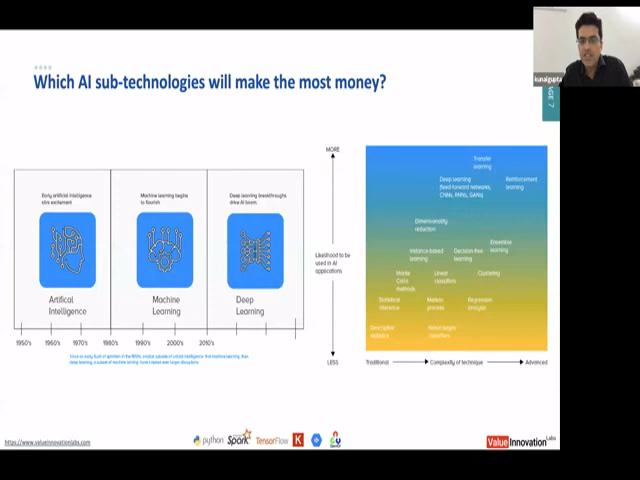 kunalgupta
AGE 7
Which AI sub-technologies will make the most money?
Early artificial intelligence
stirs excitement
Machine learning begins
to flourish
Deep learning breakthroughs
drive AI boom
Artifical
Intelligence
Machine
Learning
Deep
Learning
1950's
1960's
1970's
1980's
1990's
2000's
2010's
MORE
Likelihood to be
used in AI
applications
LESS
Transfer
learning
Deep Learning
(feed-forward networks,
CNNs, RNNs, GANs)
Reinforcement
learning
Dimensionality
reduction
Ensemble
learning
Instance-based
learning
Decision-tree
learning
Monte
Carlo
methods
Linear
classifiers
Clustering
Statistical
inference
Markov
process
Regression
analysis
Descriptive
statistics
Naive Bayes
classifiers
Traditional
Complexity of technique
Advanced
https://www.valueinnovationlabs.com
python
Spark
TensorFlow
K
Value Innovation Labs